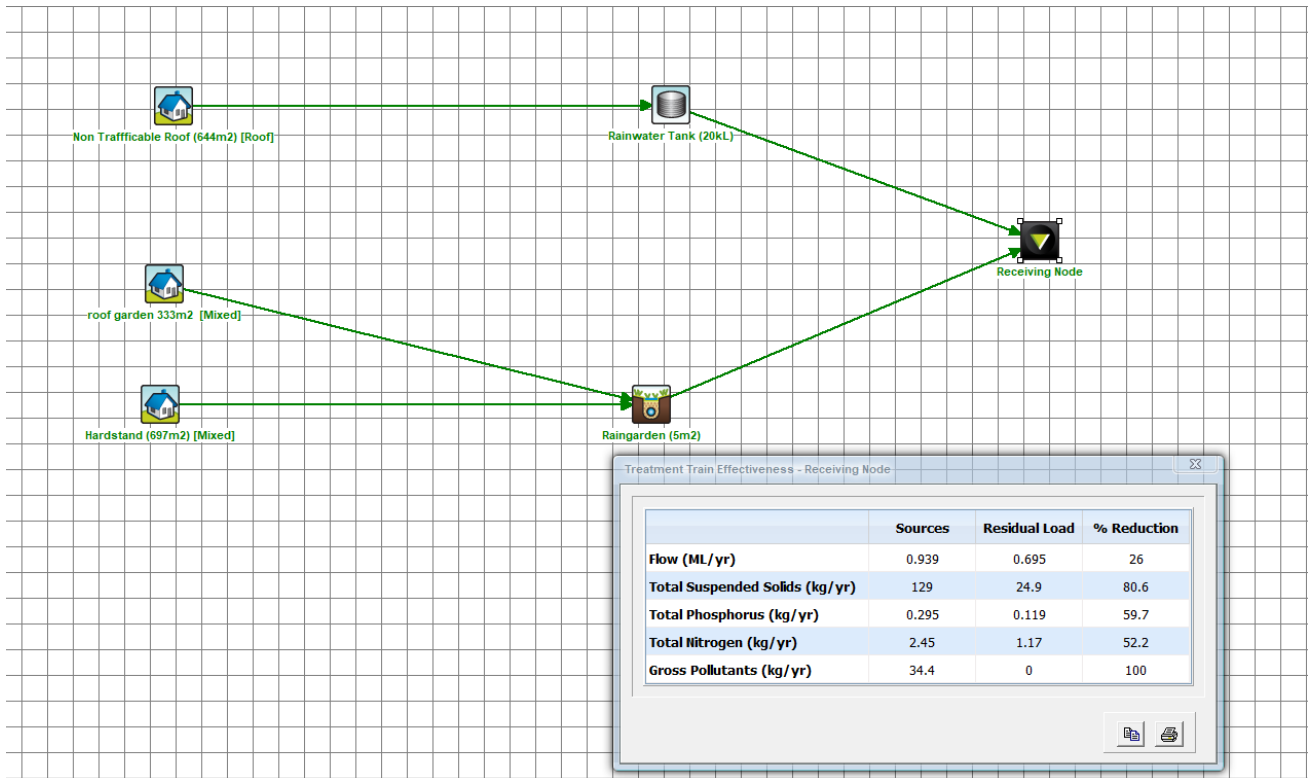 Non Traffficable Roof (644m2) [Roof]
Rainwater Tank (20kL)
Receiving Node
roof garden 333m2 [Mixed]
Hardstand (697m2) [Mixed]
Raingarden (5m2)
Treatment Train Effectiveness - Receiving Node
Sources Residual Load % Reduction
Flow (ML/yr) 0.939 0.695 26
Total Suspended Solids (kg/yr) 129 24.9 80.6
Total Phosphorus (kg/yr) 0.295 0.119 59.7
Total Nitrogen (kg/yr) 2.45 1.17 52.2
Gross Pollutants (kg/yr) 34.4 0 100